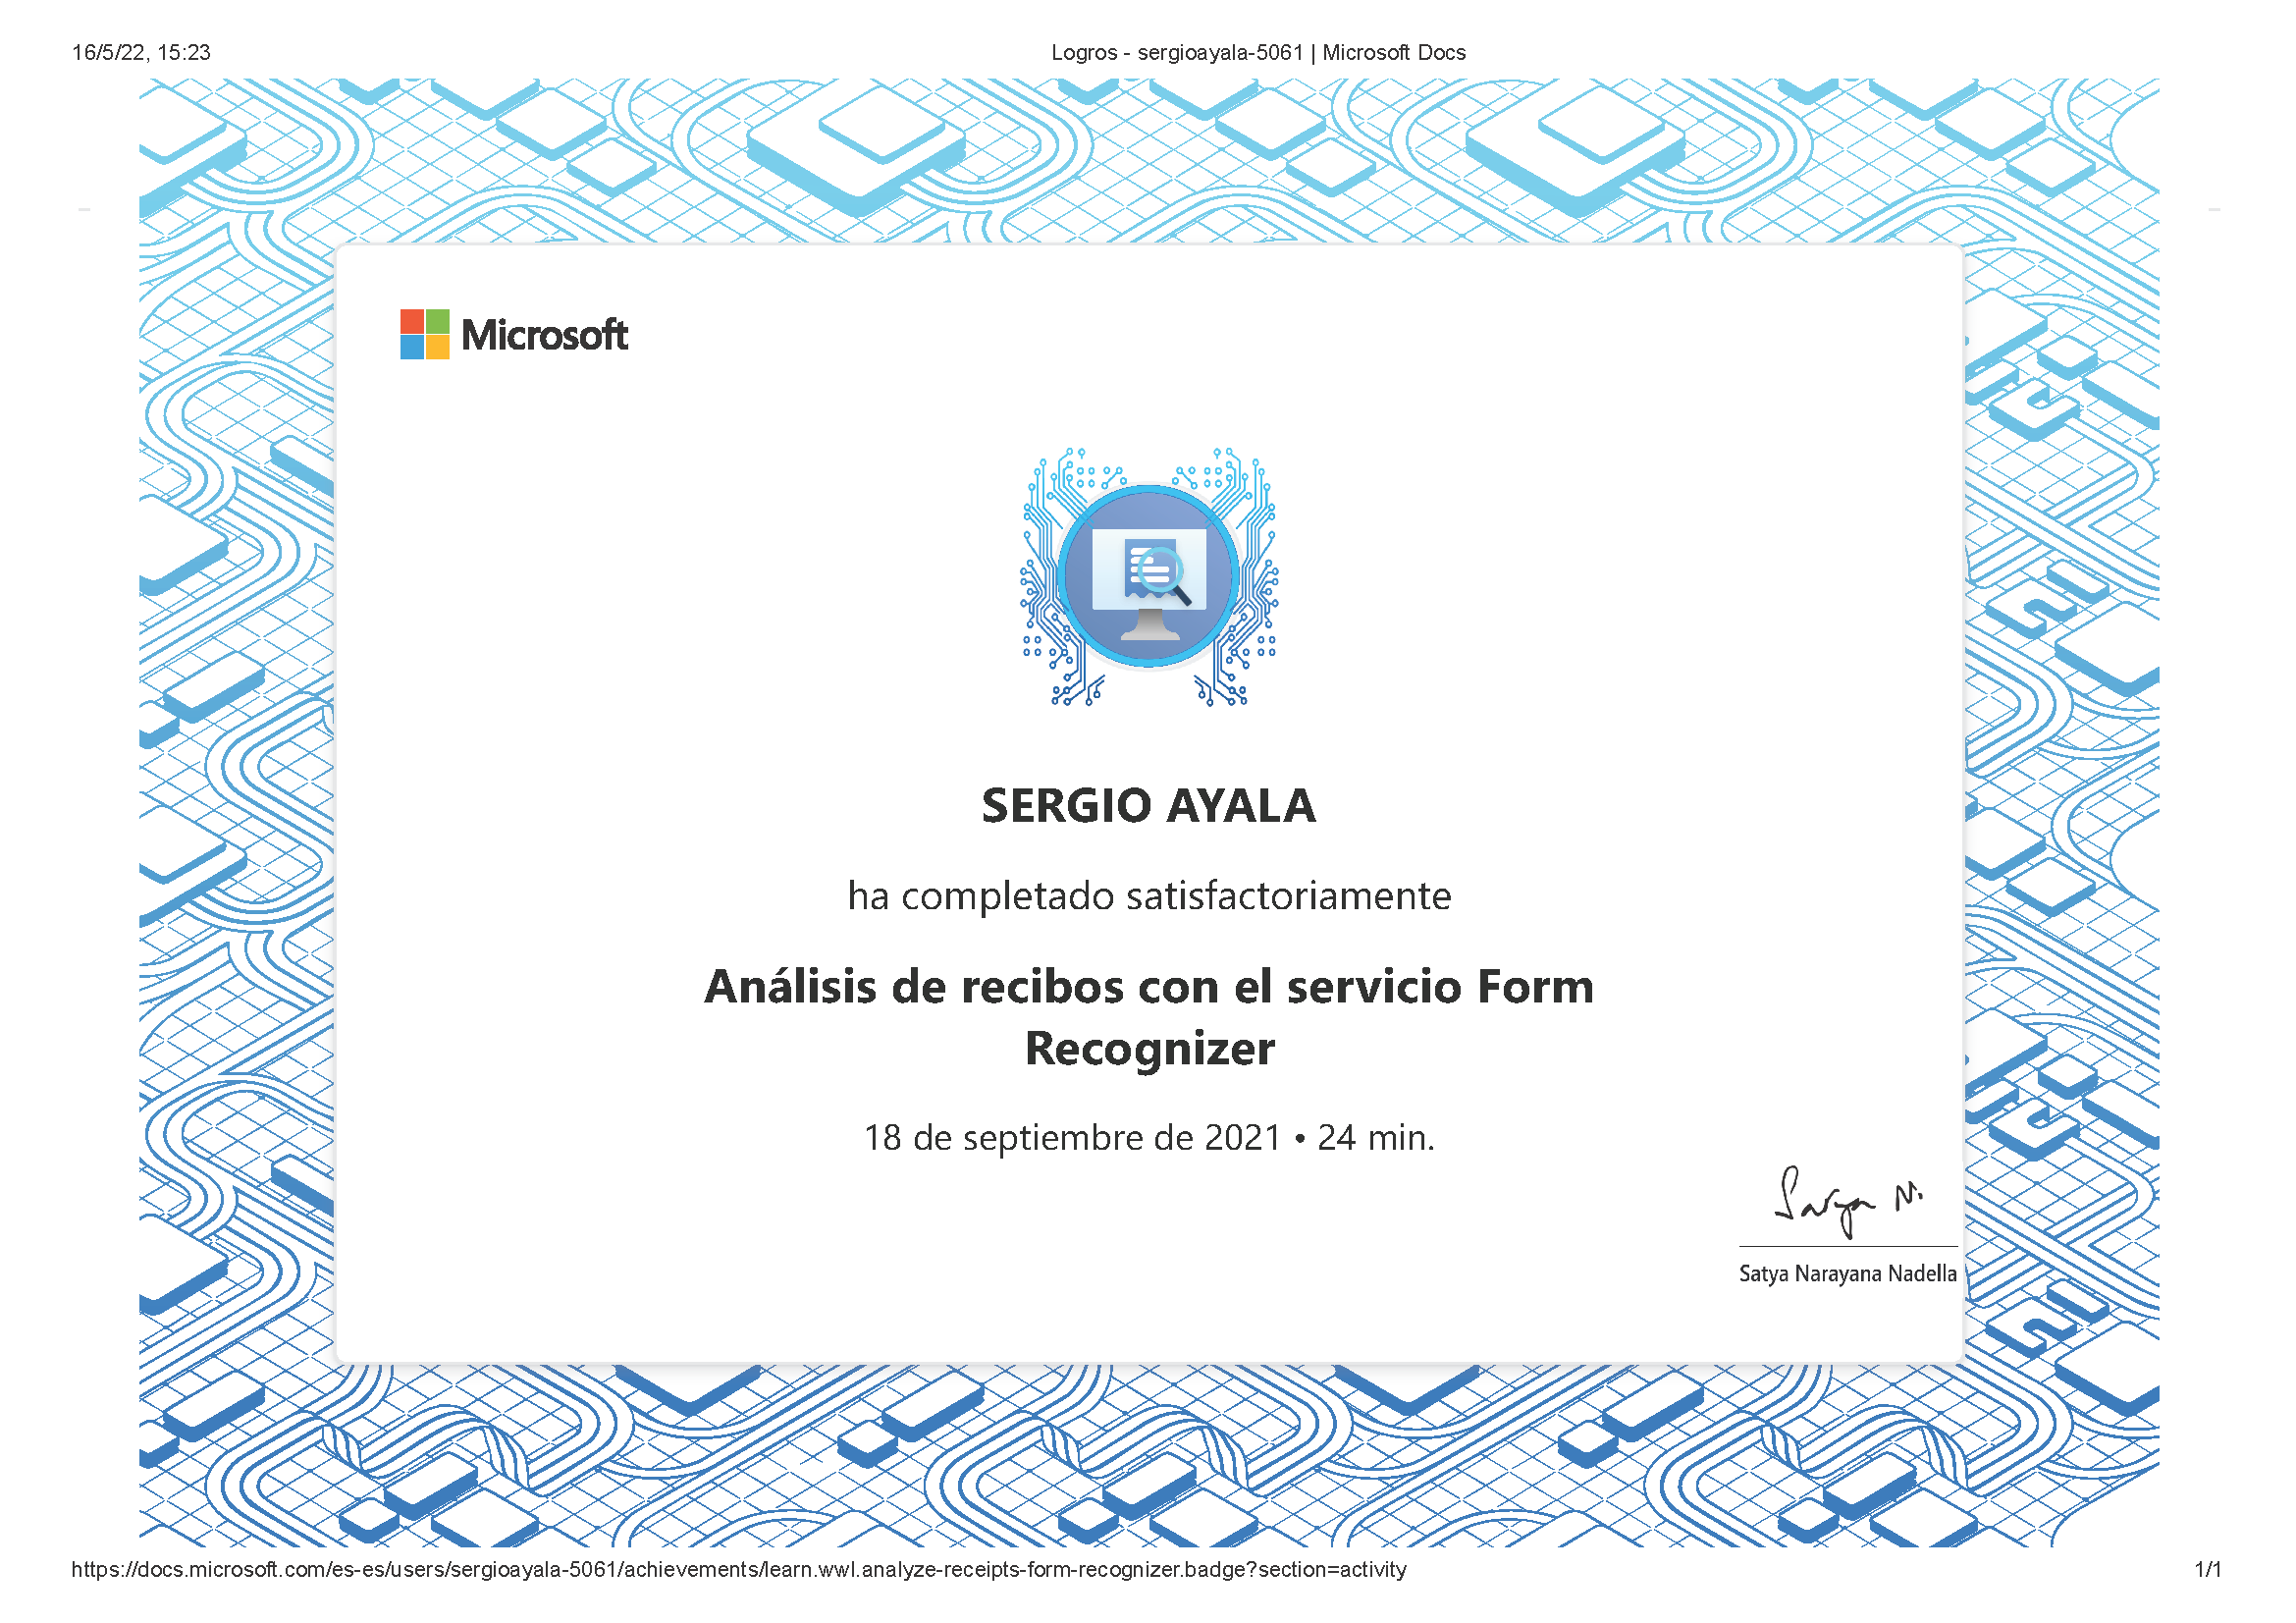 16/5/22, 15:23
Logros - sergioayala-5061 | Microsoft Docs
Microsoft
SERGIO AYALA
ha completado satisfactoriamente
Análisis de recibos con el servicio Form
Recognizer
18 de septiembre de 2021 • 24 min.
Satya N.
Satya Narayana Nadella
https://docs.microsoft.com/es-es/users/sergioayala-5061/achievements/learn.wwl.analyze-receipts-form-recognizer.badge?section=activity
1/1